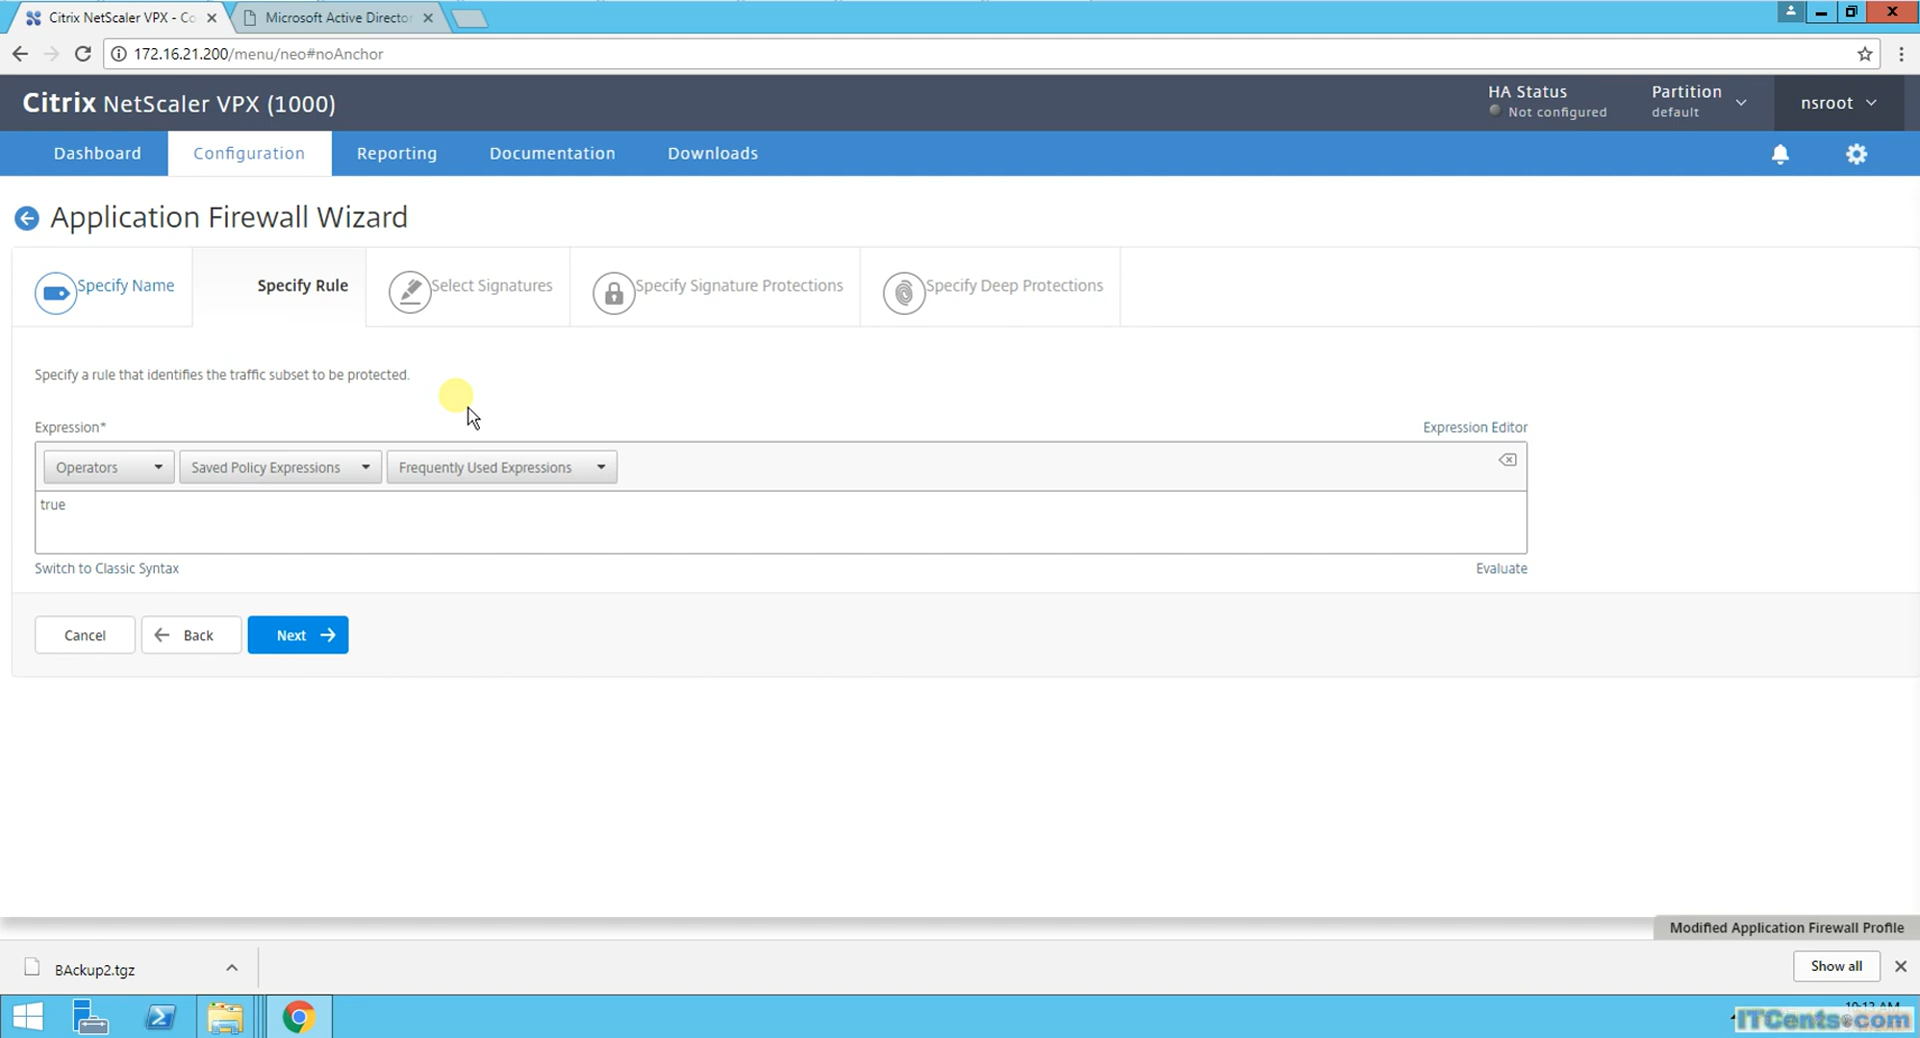 Citrix NetScaler VPX - Co
Microsoft Active Director
172.16.21.200/menu/neo#noAnchor
Citrix NetScaler VPX (1000)
HA Status
Not configured
Partition
default
nsroot
Dashboard
Configuration
Reporting
Documentation
Downloads
Application Firewall Wizard
Specify Name
Specify Rule
Select Signatures
Specify Signature Protections
Specify Deep Protections
Specify a rule that identifies the traffic subset to be protected.
Expression*
Expression Editor
Operators
Saved Policy Expressions
Frequently Used Expressions
true
Switch to Classic Syntax
Evaluate
Cancel
Back
Next
Modified Application Firewall Profile
BAckup2.tgz
Show all
ITCents.com